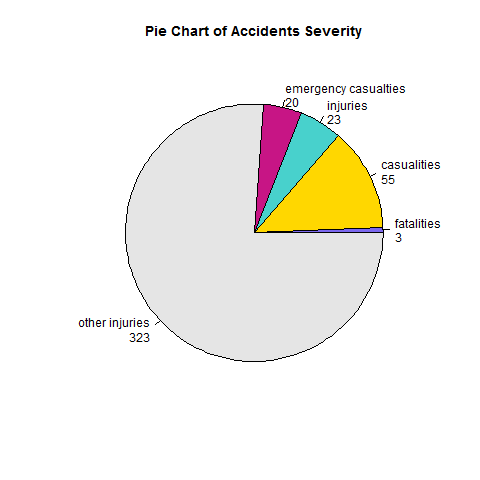 Pie Chart of Accidents Severity
emergency casualties
20
injuries
23
casualities
55
fatalities
3
other injuries
323